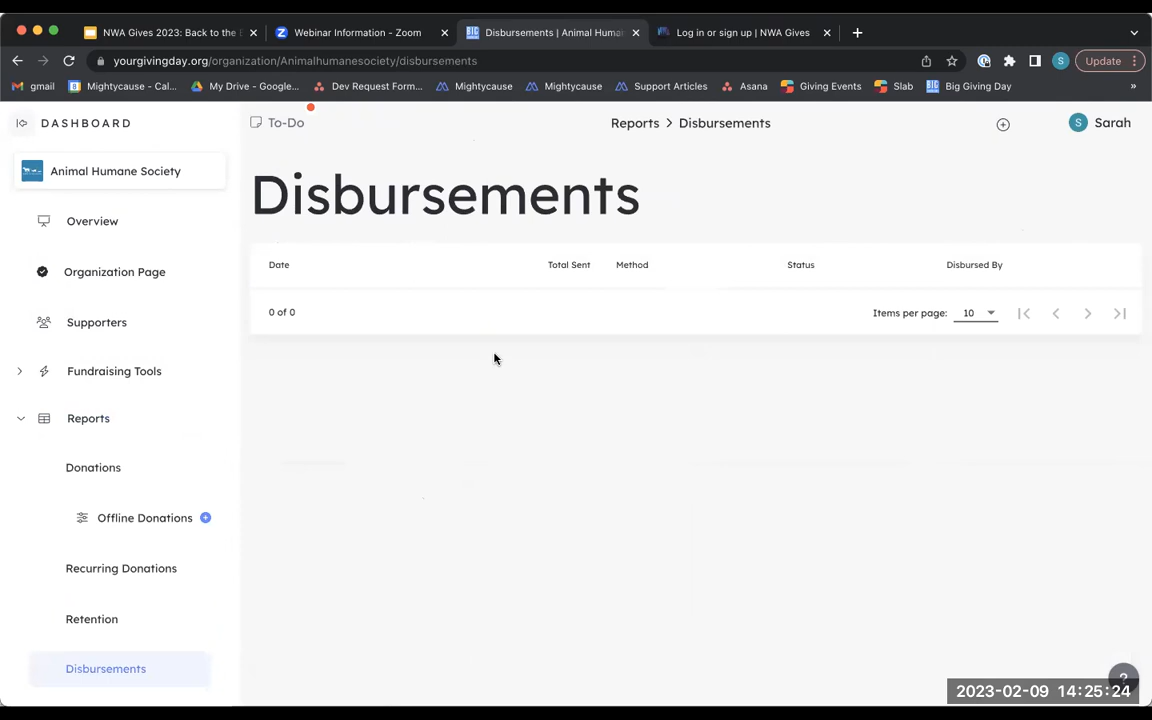 NWA Gives 2023: Back to the
Webinar Information - Zoom
Disbursements | Animal Huma
Log in or sign up | NWA Gives
yourgivingday.org/organization/Animalhumanesociety/disbursements
S
Update
gmail
Mightycause - Cal...
My Drive - Google...
Dev Request Form...
Mightycause
Mightycause
Support Articles
Asana
Giving Events
Slab
BIG
Big Giving Day
»
DASHBOARD
To-Do
Reports > Disbursements
S
Sarah
Animal Humane Society
Overview
Organization Page
Supporters
Fundraising Tools
Reports
Donations
Offline Donations
Recurring Donations
Retention
Disbursements
Disbursements
Date
Total Sent
Method
Status
Disbursed By
0 of 0
Items per page:
10
?
2023-02-09 14:25:24